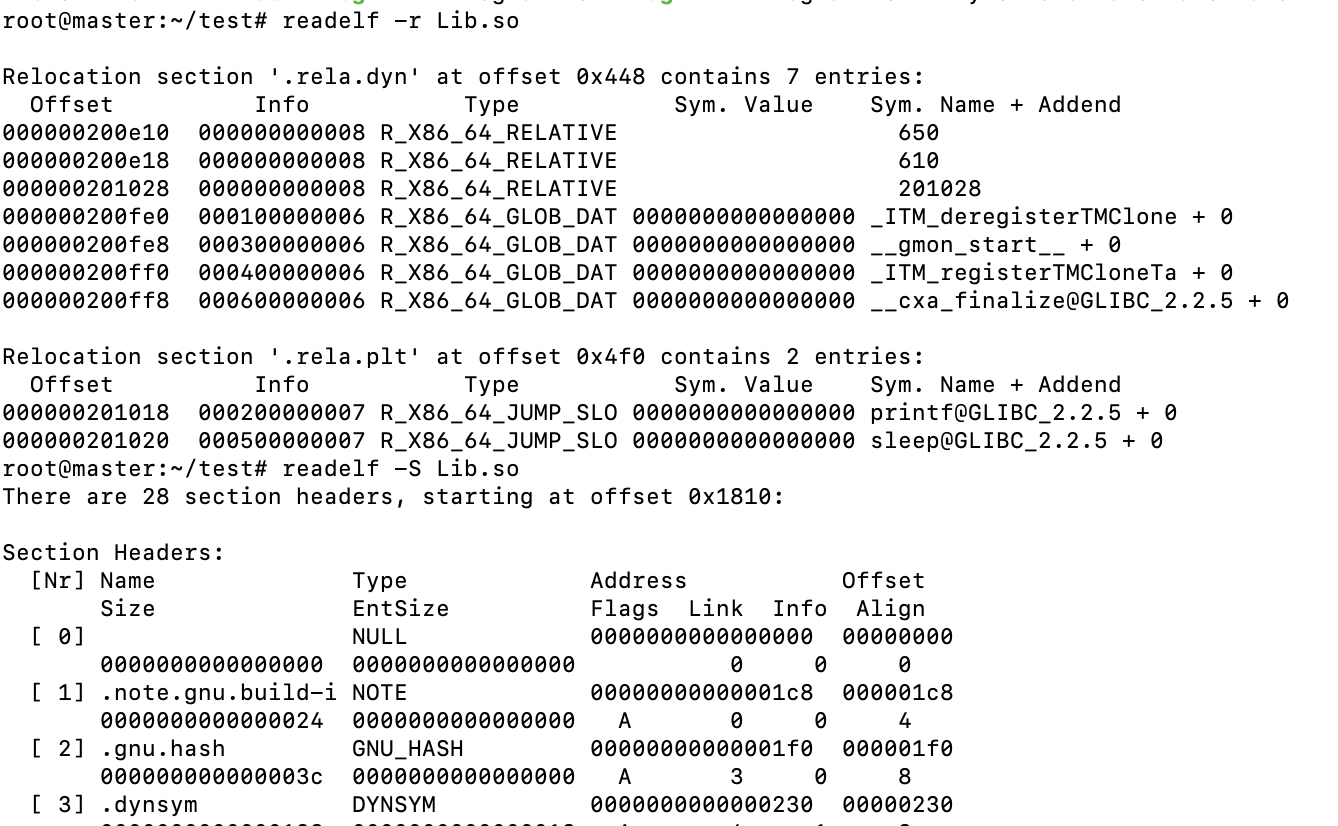 root@master:~/test# readelf -r Lib.so
Relocation section '.rela.dyn' at offset 0x448 contains 7 entries:
  Offset          Info           Type           Sym. Value    Sym. Name + Addend
000000200e10  000000000008 R_X86_64_RELATIVE                    650
000000200e18  000000000008 R_X86_64_RELATIVE                    610
000000201028  000000000008 R_X86_64_RELATIVE                    201028
000000200fe0  000100000006 R_X86_64_GLOB_DAT 0000000000000000 _ITM_deregisterTMClone + 0
000000200fe8  000300000006 R_X86_64_GLOB_DAT 0000000000000000 __gmon_start__ + 0
000000200ff0  000400000006 R_X86_64_GLOB_DAT 0000000000000000 _ITM_registerTMCloneTa + 0
000000200ff8  000600000006 R_X86_64_GLOB_DAT 0000000000000000 __cxa_finalize@GLIBC_2.2.5 + 0
Relocation section '.rela.plt' at offset 0x4f0 contains 2 entries:
  Offset          Info           Type           Sym. Value    Sym. Name + Addend
000000201018  000200000007 R_X86_64_JUMP_SLO 0000000000000000 printf@GLIBC_2.2.5 + 0
000000201020  000500000007 R_X86_64_JUMP_SLO 0000000000000000 sleep@GLIBC_2.2.5 + 0
root@master:~/test# readelf -S Lib.so
There are 28 section headers, starting at offset 0x1810:
Section Headers:
  [Nr] Name              Type             Address           Offset
       Size              EntSize          Flags  Link  Info  Align
  [ 0]                   NULL             0000000000000000  00000000
       0000000000000000  0000000000000000           0     0     0
  [ 1] .note.gnu.build-i NOTE             00000000000001c8  000001c8
       0000000000000024  0000000000000000   A       0     0     4
  [ 2] .gnu.hash         GNU_HASH         00000000000001f0  000001f0
       000000000000003c  0000000000000000   A       3     0     8
  [ 3] .dynsym           DYNSYM           0000000000000230  00000230